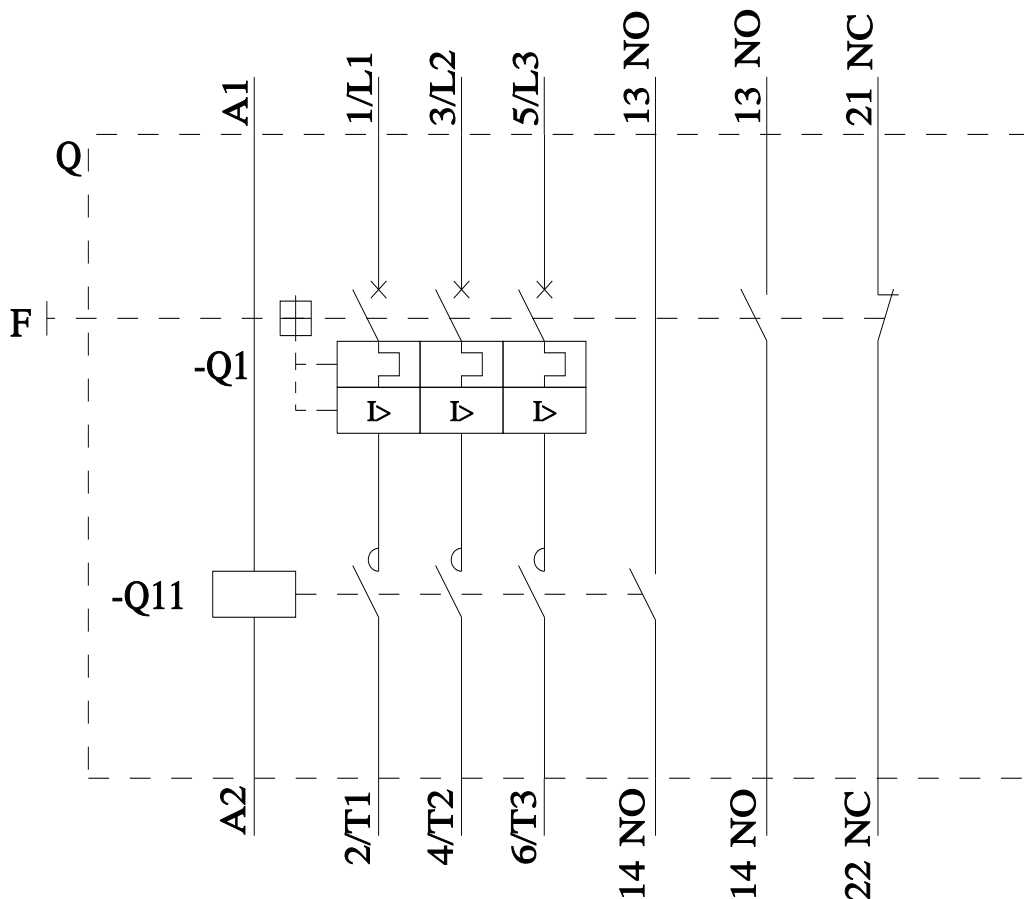 A1
1/L1
3/L2
5/L3
13 NO
13 NO
21 NC
Q
F
-Q1
I>
I>
I>
-Q11
A2
2/T1
4/T2
6/T3
14 NO
14 NO
22 NC